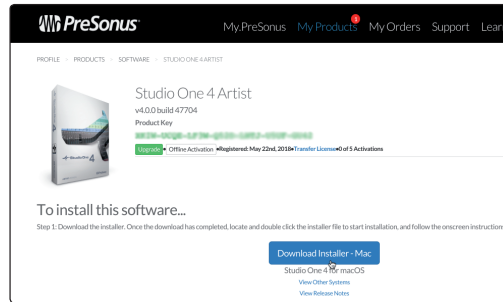 PreSonus
My.PreSonus My Products 1 My Orders Support Lear
PROFILE PRODUCTS SOFTWARE STUDIO ONE 4 ARTIST
Studio One 4 Artist
v4.0.0 build 47704
Product Key
Upgrade • Offline Activation •Registered: May 22nd, 2018•Transfer License•0 of 5 Activations
To install this software...
Step 1: Download the installer. Once the download has completed, locate and double click the installer file to start installation, and follow the onscreen instruction
Download Installer - Mac
Studio One 4 for macOS
View Other Systems
View Release Notes